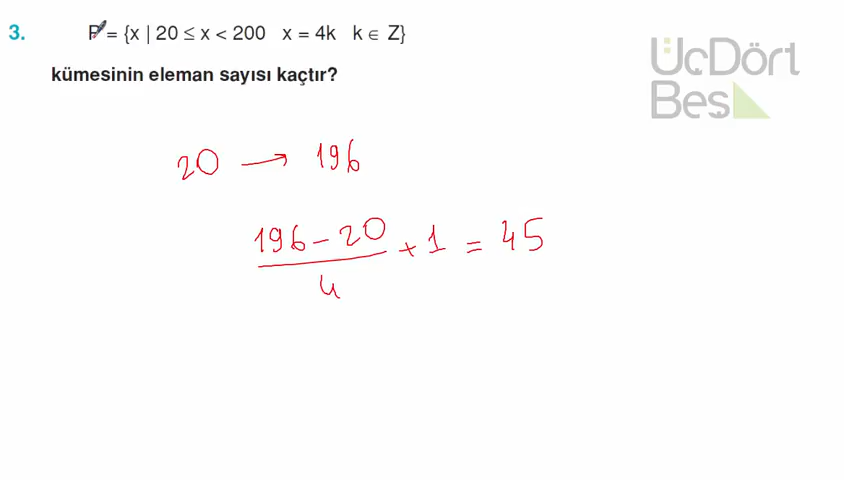 3. P = {x | 20 ≤ x < 200 x = 4k k ∈ Z}
kümesinin eleman sayısı kaçtır?
ÜçDört
Beş
20 → 196
196 - 20 / 4 + 1 = 45